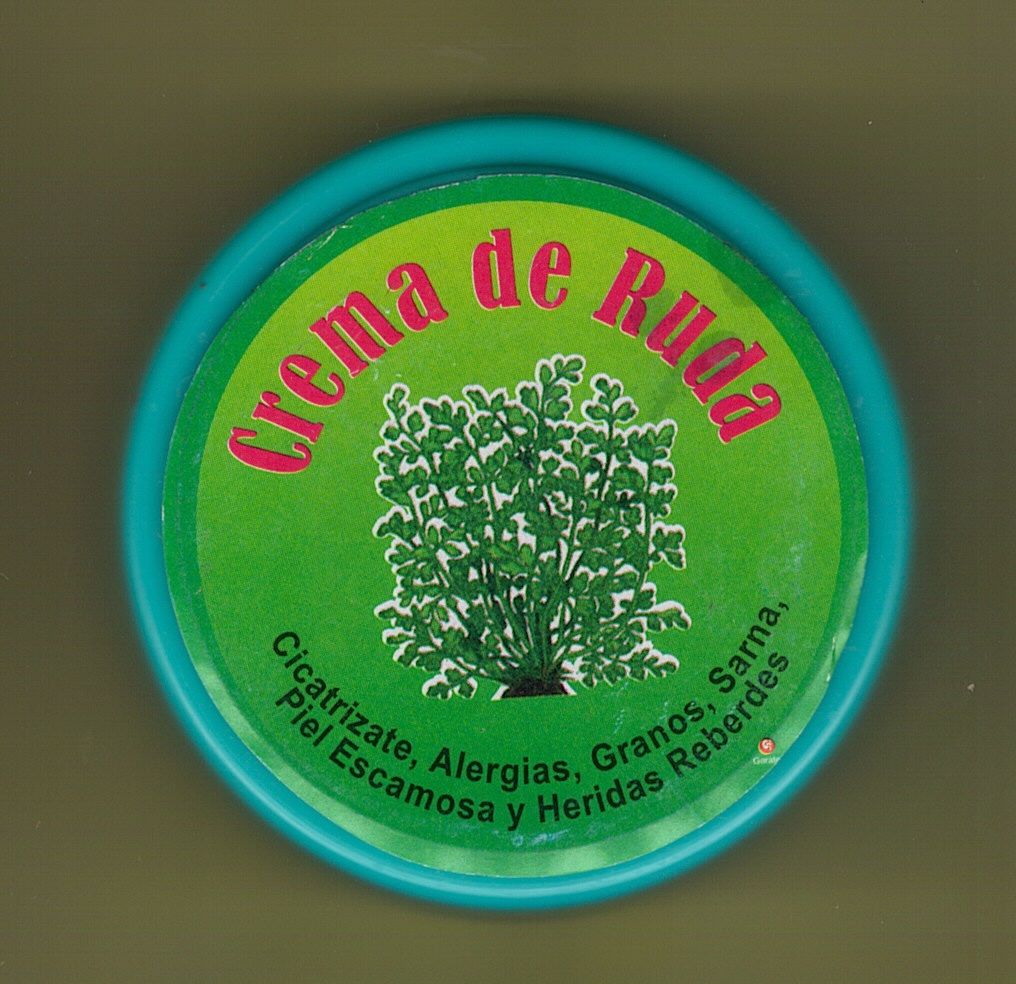 Crema de Ruda
Cicatrizate, Alergias, Granos, Sarna,
Piel Escamosa y Heridas Reberdes